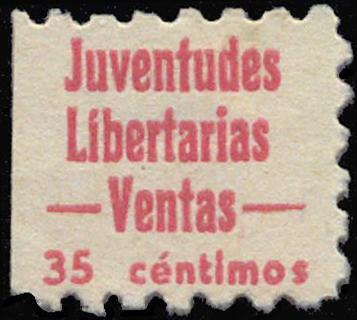 Juventudes
Libertarias
— Ventas —
35 céntimos